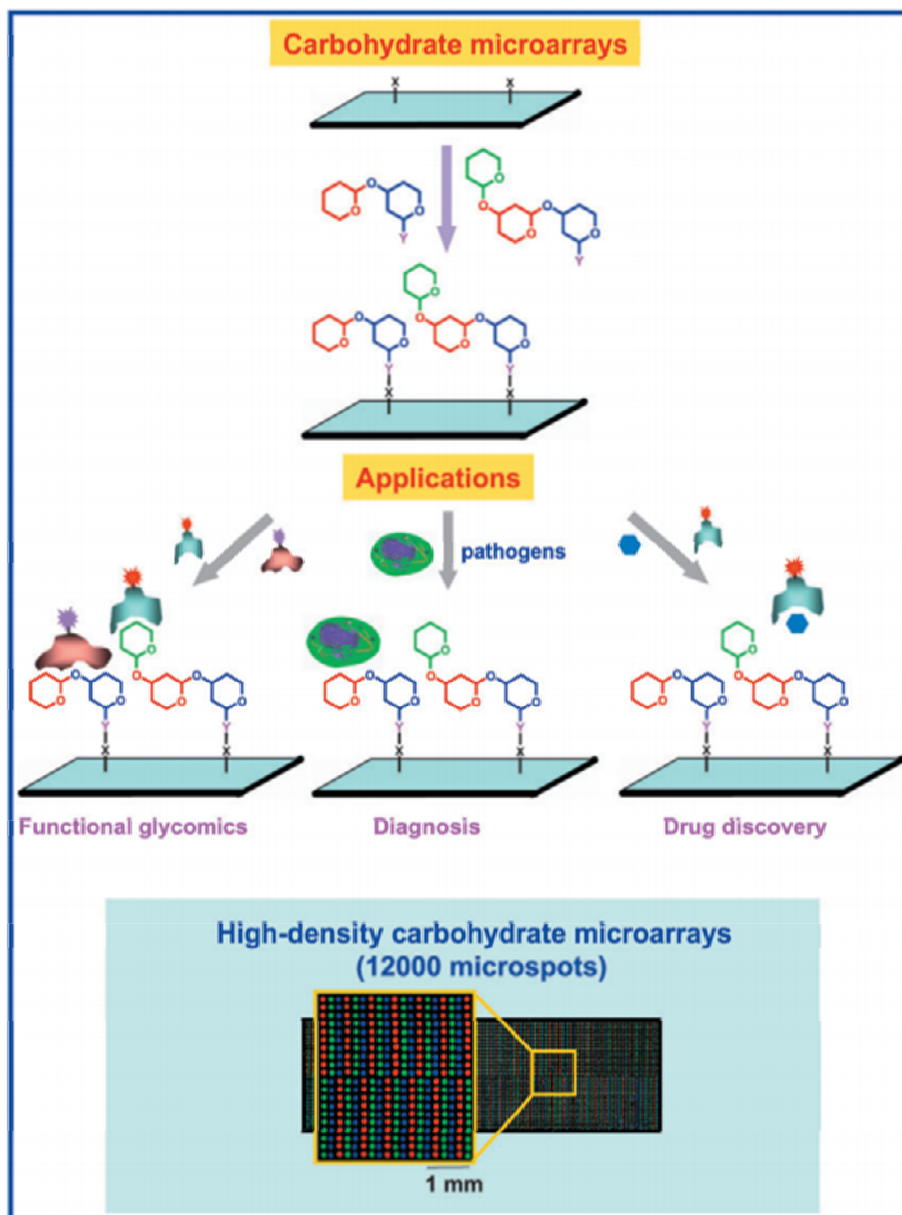 Carbohydrate microarrays
X X
O O O
O O O
Y O
Y
O
O O O O
O O O
Y Y
X X
Applications
pathogens
O O O
O O O O O O O O O O O O
O O O O O O O O O
Y Y Y Y Y Y
X X X X X X
Functional glycomics Diagnosis Drug discovery
High-density carbohydrate microarrays
(12000 microspots)
1 mm